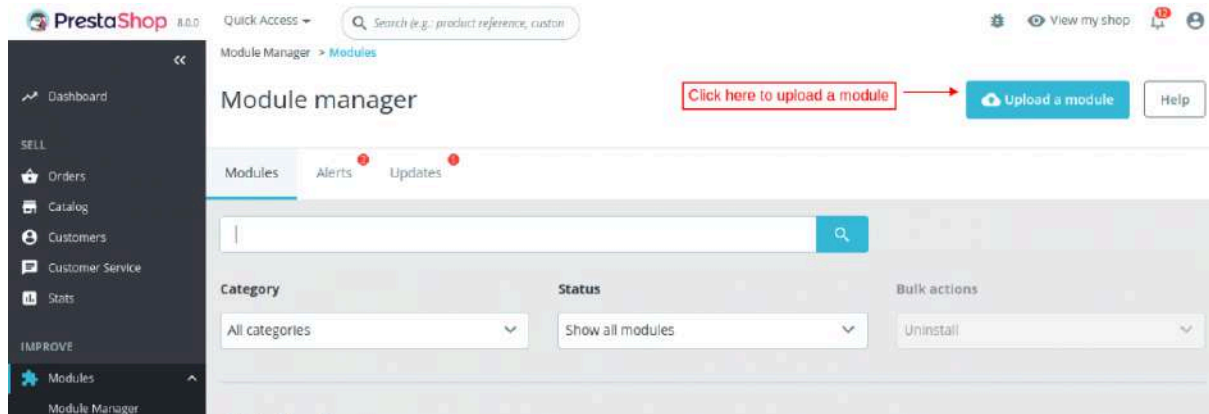 PrestaShop 8.0.0 Quick Access Search (e.g.: product reference, custon View my shop 12
Module Manager > Modules
Dashboard
Module manager
Click here to upload a module
Upload a module
Help
SELL
Modules Alerts 2 Updates 1
Orders
Catalog
Customers
Customer Service
Stats
Category Status Bulk actions
All categories Show all modules Uninstall
IMPROVE
Modules
Module Manager